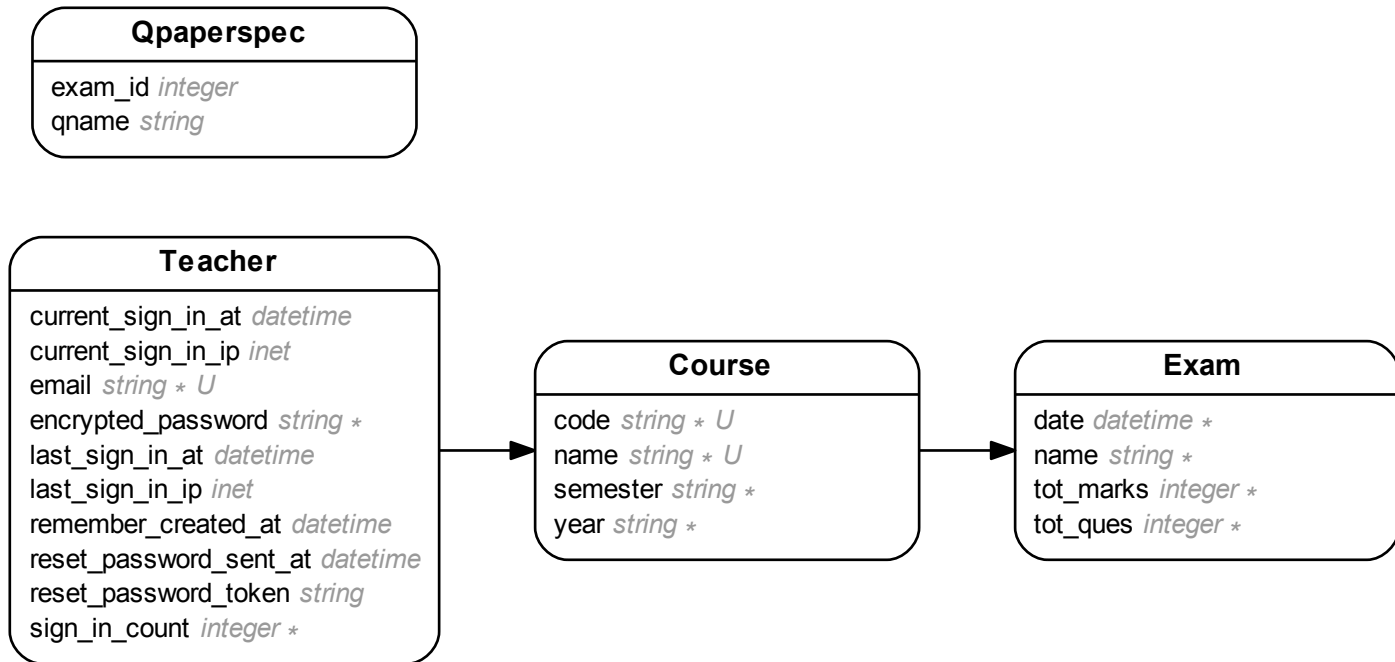 Qpaperspec
exam_id integer
qname string
Teacher
current_sign_in_at datetime
current_sign_in_ip inet
email string * U
encrypted_password string *
last_sign_in_at datetime
last_sign_in_ip inet
remember_created_at datetime
reset_password_sent_at datetime
reset_password_token string
sign_in_count integer *
Course
code string * U
name string * U
semester string *
year string *
Exam
date datetime *
name string *
tot_marks integer *
tot_ques integer *